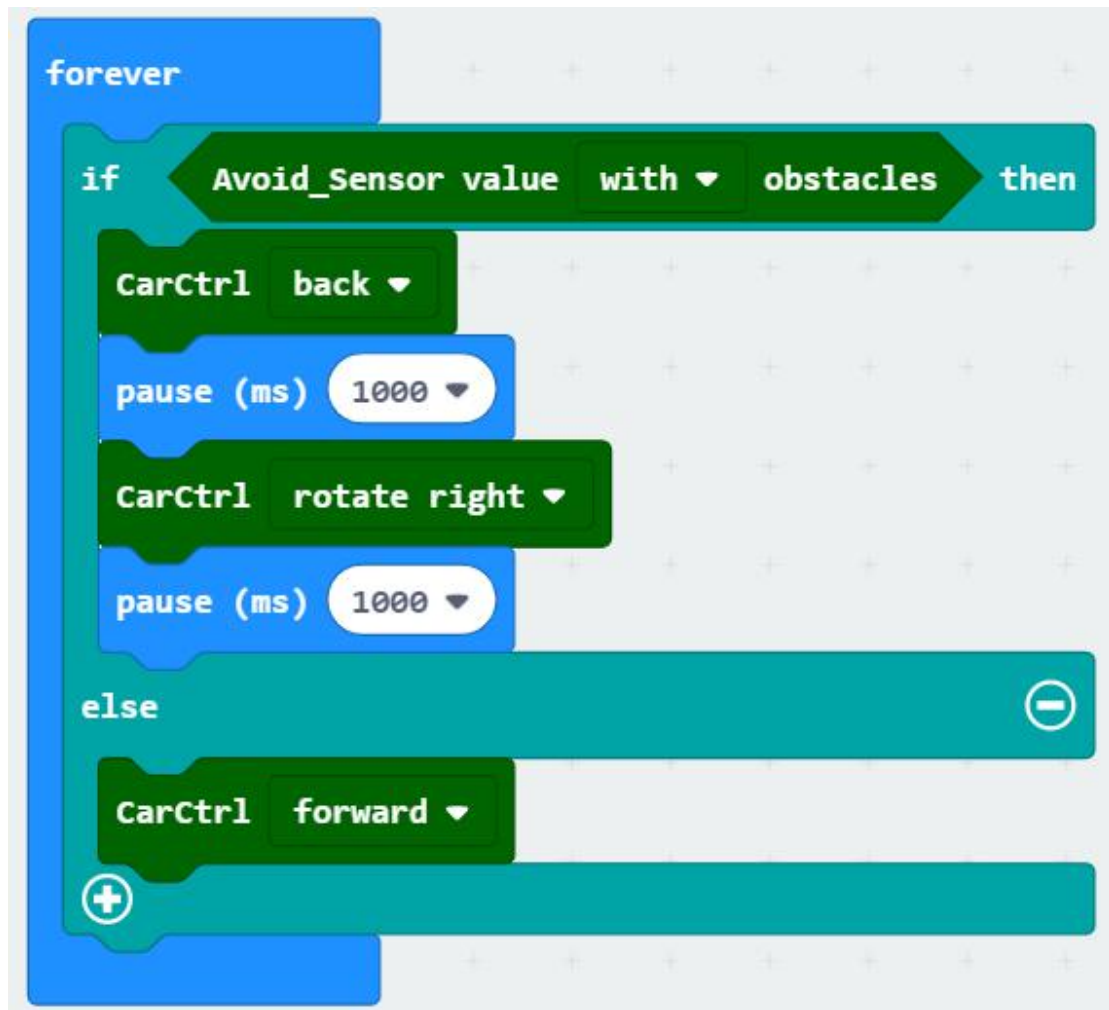 forever
if Avoid_Sensor value with obstacles then
CarCtrl back
pause (ms) 1000
CarCtrl rotate right
pause (ms) 1000
else
CarCtrl forward